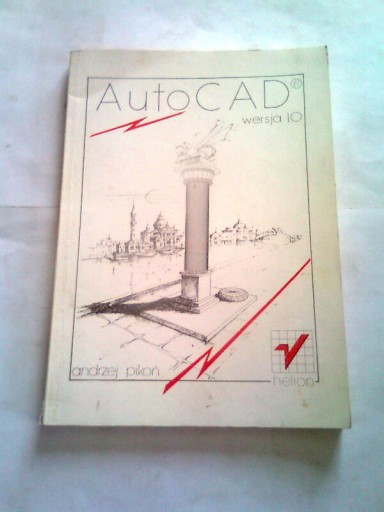 AutoCAD®
wersja 10
andrzej pikoń
helion